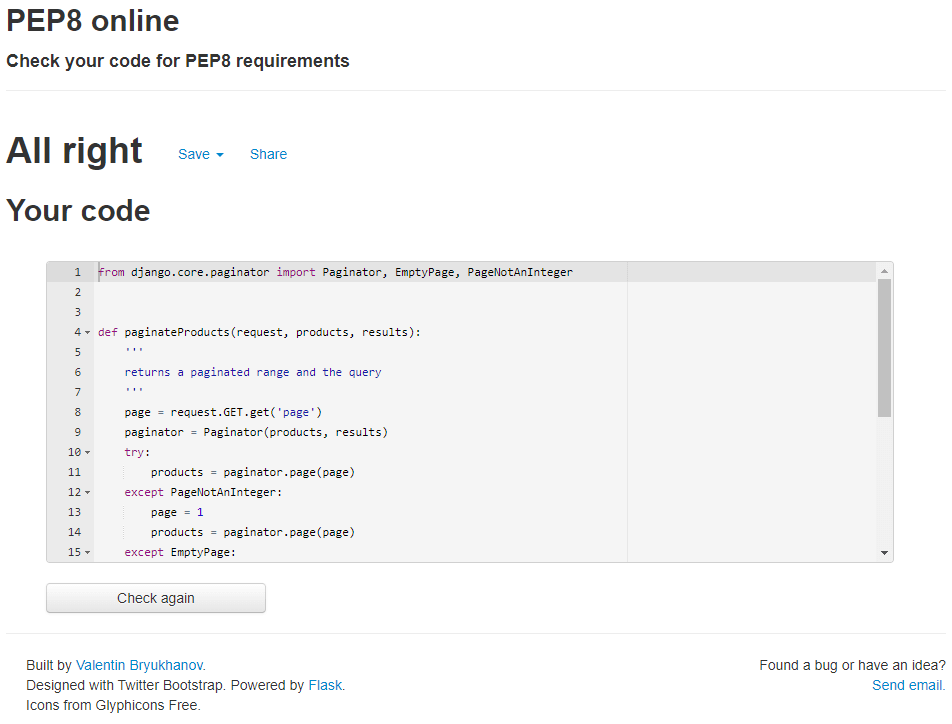 PEP8 online
Check your code for PEP8 requirements
All right Save Share
Your code
1 from django.core.paginator import Paginator, EmptyPage, PageNotAnInteger
2
3
4 def paginateProducts(request, products, results):
5     '''
6     returns a paginated range and the query
7     '''
8     page = request.GET.get('page')
9     paginator = Paginator(products, results)
10     try:
11         products = paginator.page(page)
12     except PageNotAnInteger:
13         page = 1
14         products = paginator.page(page)
15     except EmptyPage:
Check again
Built by Valentin Bryukhanov. Found a bug or have an idea?
Designed with Twitter Bootstrap. Powered by Flask. Send email.
Icons from Glyphicons Free.